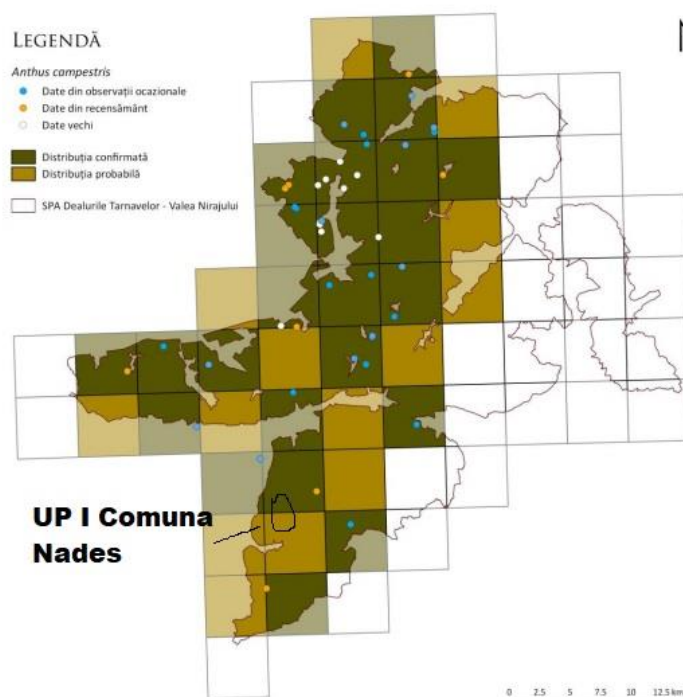 LEGENDĂ
Anthus campestris
Date din observații ocazionale
Date din recensământ
Date vechi
Distribuția confirmată
Distribuția probabilă
SPA Dealurile Tarnavelor - Valea Nirajului
UP I Comuna
Nades
0 2.5 5 7.5 10 12.5 km